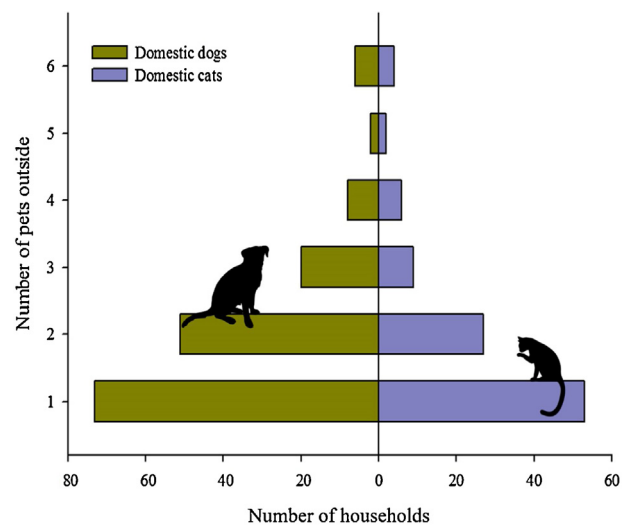 Domestic dogs
Domestic cats
Number of pets outside
6
5
4
3
2
1
80 60 40 20 0 20 40 60
Number of households